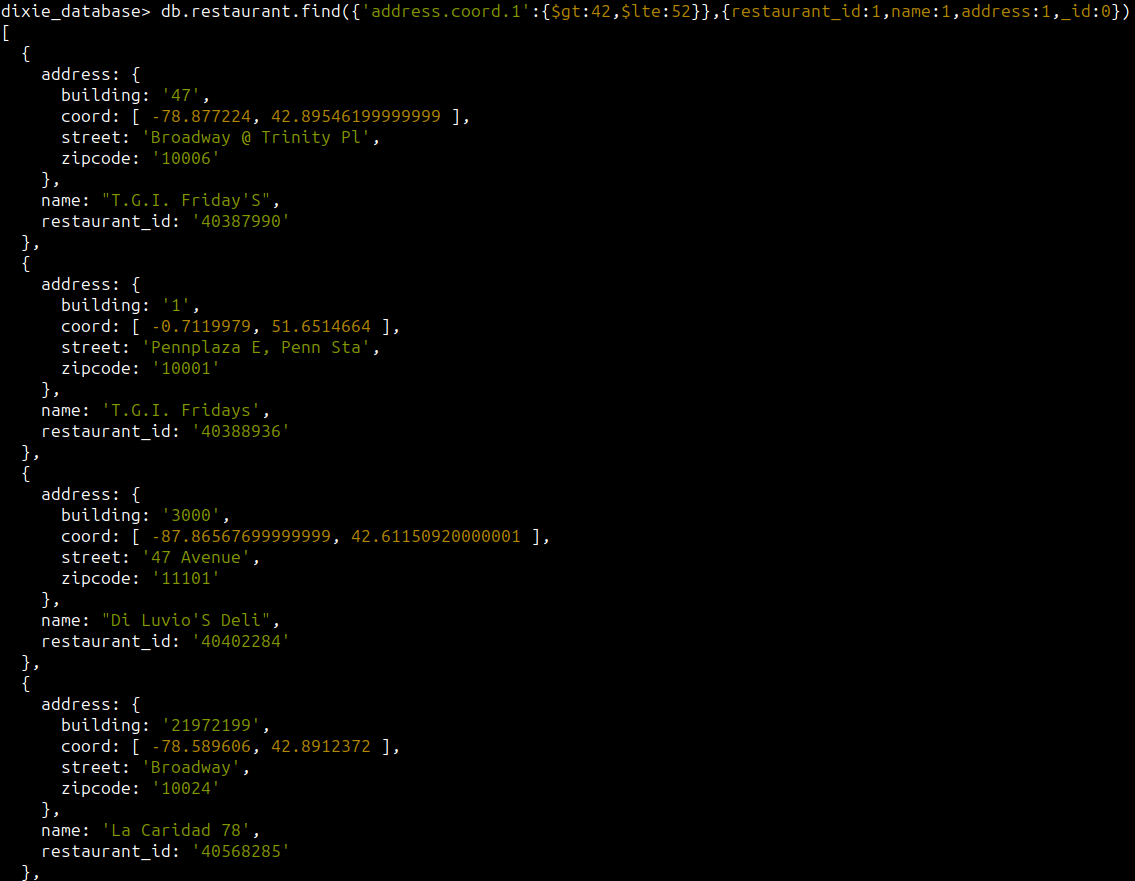 dixie_database> db.restaurant.find({'address.coord.1':{$gt:42,$lte:52}},{restaurant_id:1,name:1,address:1,_id:0})
[
  {
    address: {
      building: '47',
      coord: [ -78.877224, 42.89546199999999 ],
      street: 'Broadway @ Trinity Pl',
      zipcode: '10006'
    },
    name: "T.G.I. Friday'S",
    restaurant_id: '40387990'
  },
  {
    address: {
      building: '1',
      coord: [ -0.7119979, 51.6514664 ],
      street: 'Pennplaza E, Penn Sta',
      zipcode: '10001'
    },
    name: 'T.G.I. Fridays',
    restaurant_id: '40388936'
  },
  {
    address: {
      building: '3000',
      coord: [ -87.86567699999999, 42.61150920000001 ],
      street: '47 Avenue',
      zipcode: '11101'
    },
    name: "Di Luvio'S Deli",
    restaurant_id: '40402284'
  },
  {
    address: {
      building: '21972199',
      coord: [ -78.589606, 42.8912372 ],
      street: 'Broadway',
      zipcode: '10024'
    },
    name: 'La Caridad 78',
    restaurant_id: '40568285'
  },